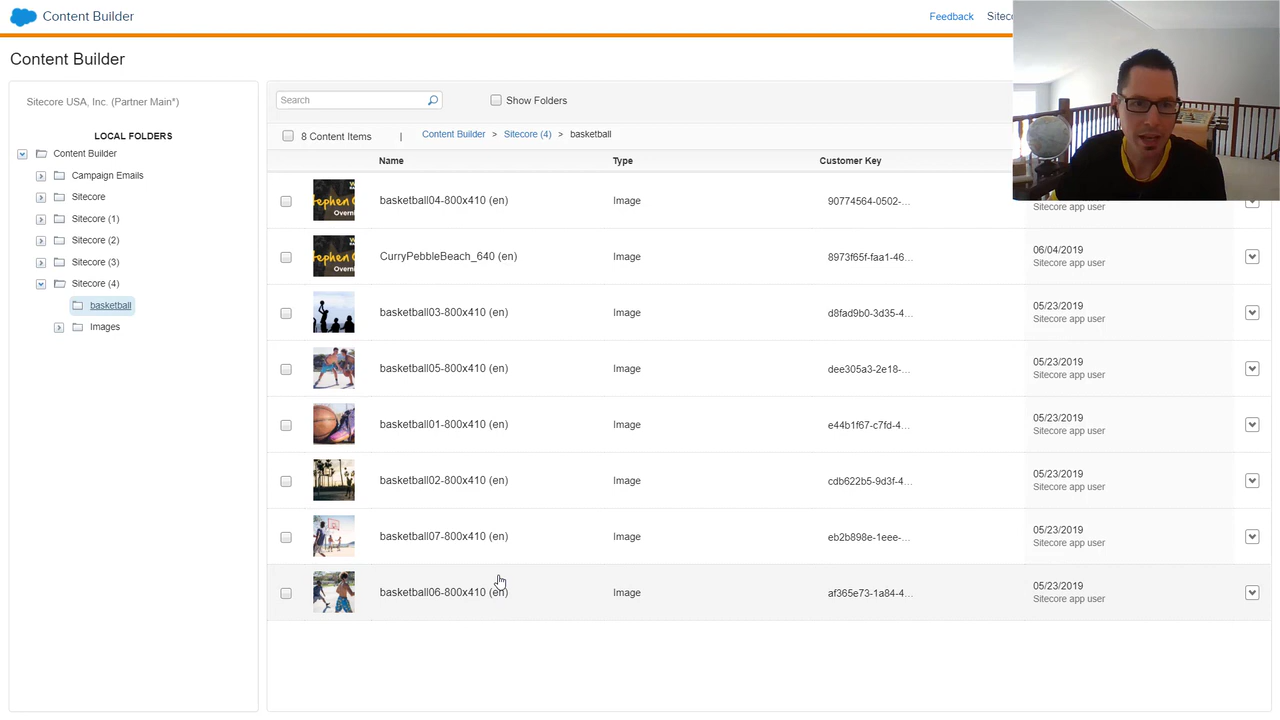 Content Builder
Feedback
Content Builder
Sitecore USA, Inc. (Partner Main*)
LOCAL FOLDERS
Content Builder
Campaign Emails
Sitecore
Sitecore (1)
Sitecore (2)
Sitecore (3)
Sitecore (4)
basketball
Images
Search
Show Folders
8 Content Items | Content Builder > Sitecore (4) > basketball
Name Type Customer Key
basketball04-800x410 (en) Image 90774564-0502-...
Sitecore app user
CurryPebbleBeach_640 (en) Image 8973f65f-faa1-46... 06/04/2019
Sitecore app user
basketball03-800x410 (en) Image d8fad9b0-3d35-4... 05/23/2019
Sitecore app user
basketball05-800x410 (en) Image dee305a3-2e18-... 05/23/2019
Sitecore app user
basketball01-800x410 (en) Image e44b1f67-c7fd-4... 05/23/2019
Sitecore app user
basketball02-800x410 (en) Image cdb622b5-9d3f-4... 05/23/2019
Sitecore app user
basketball07-800x410 (en) Image eb2b898e-1eee-... 05/23/2019
Sitecore app user
basketball06-800x410 (en) Image af365e73-1a84-4... 05/23/2019
Sitecore app user